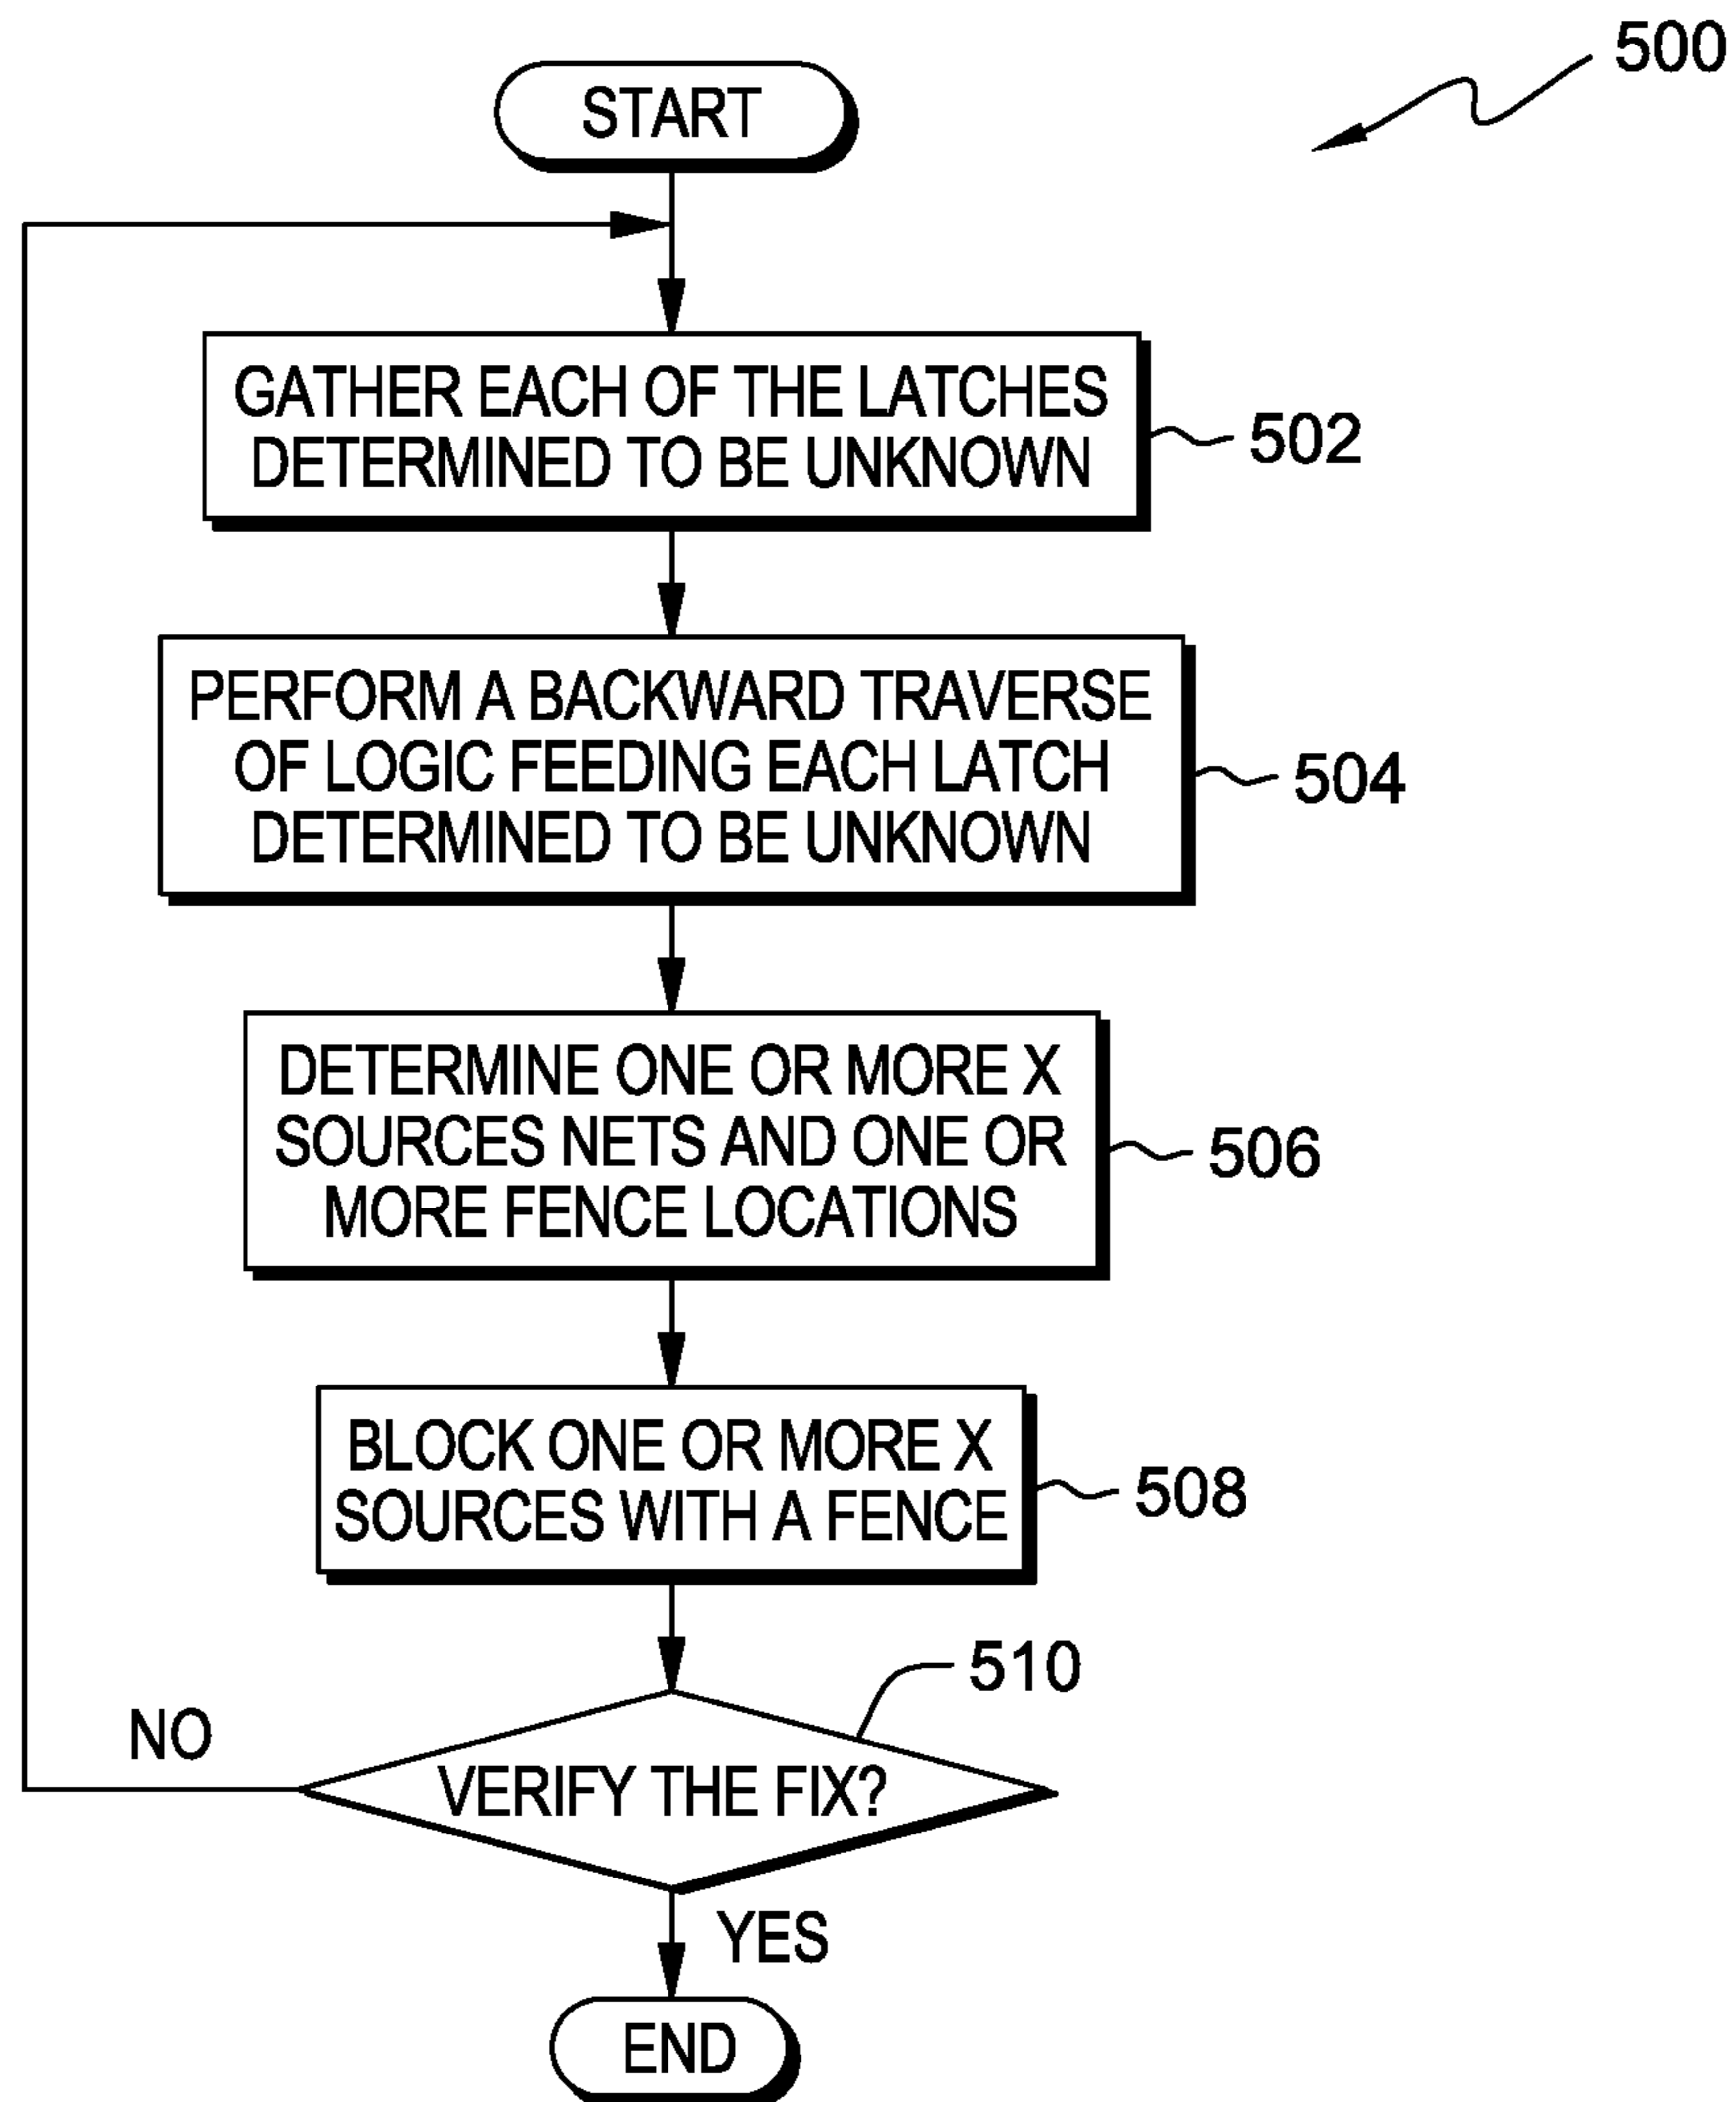 500
START
GATHER EACH OF THE LATCHES
DETERMINED TO BE UNKNOWN
502
PERFORM A BACKWARD TRAVERSE
OF LOGIC FEEDING EACH LATCH
DETERMINED TO BE UNKNOWN
504
DETERMINE ONE OR MORE X
SOURCES NETS AND ONE OR
MORE FENCE LOCATIONS
506
BLOCK ONE OR MORE X
SOURCES WITH A FENCE
508
510
NO
VERIFY THE FIX?
YES
END